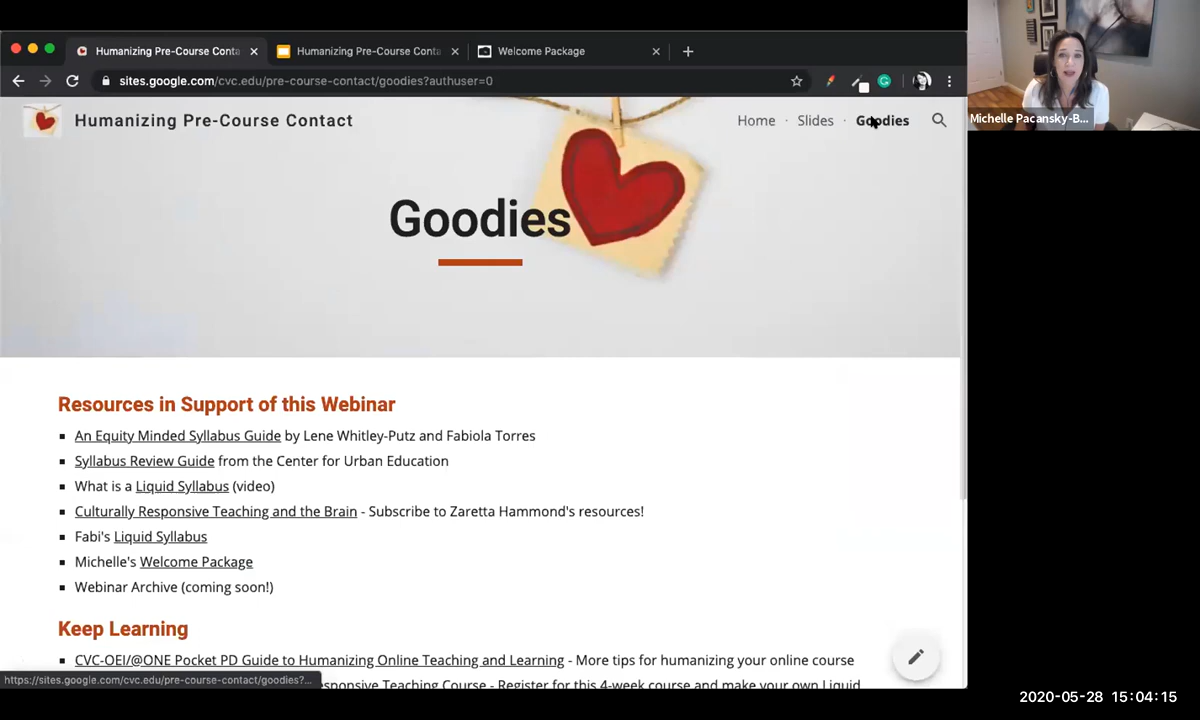 Humanizing Pre-Course Conta
Humanizing Pre-Course Conta
Welcome Package
sites.google.com/cvc.edu/pre-course-contact/goodies?authuser=0
Humanizing Pre-Course Contact
Home · Slides · Goodies
Michelle Pacansky-B...
Goodies
Resources in Support of this Webinar
An Equity Minded Syllabus Guide by Lene Whitley-Putz and Fabiola Torres
Syllabus Review Guide from the Center for Urban Education
What is a Liquid Syllabus (video)
Culturally Responsive Teaching and the Brain - Subscribe to Zaretta Hammond's resources!
Fabi's Liquid Syllabus
Michelle's Welcome Package
Webinar Archive (coming soon!)
Keep Learning
CVC-OEI/@ONE Pocket PD Guide to Humanizing Online Teaching and Learning - More tips for humanizing your online course
https://sites.google.com/cvc.edu/pre-course-contact/goodies?...
Teaching Course - Register for this 4-week course and make your own Liquid
2020-05-28 15:04:15